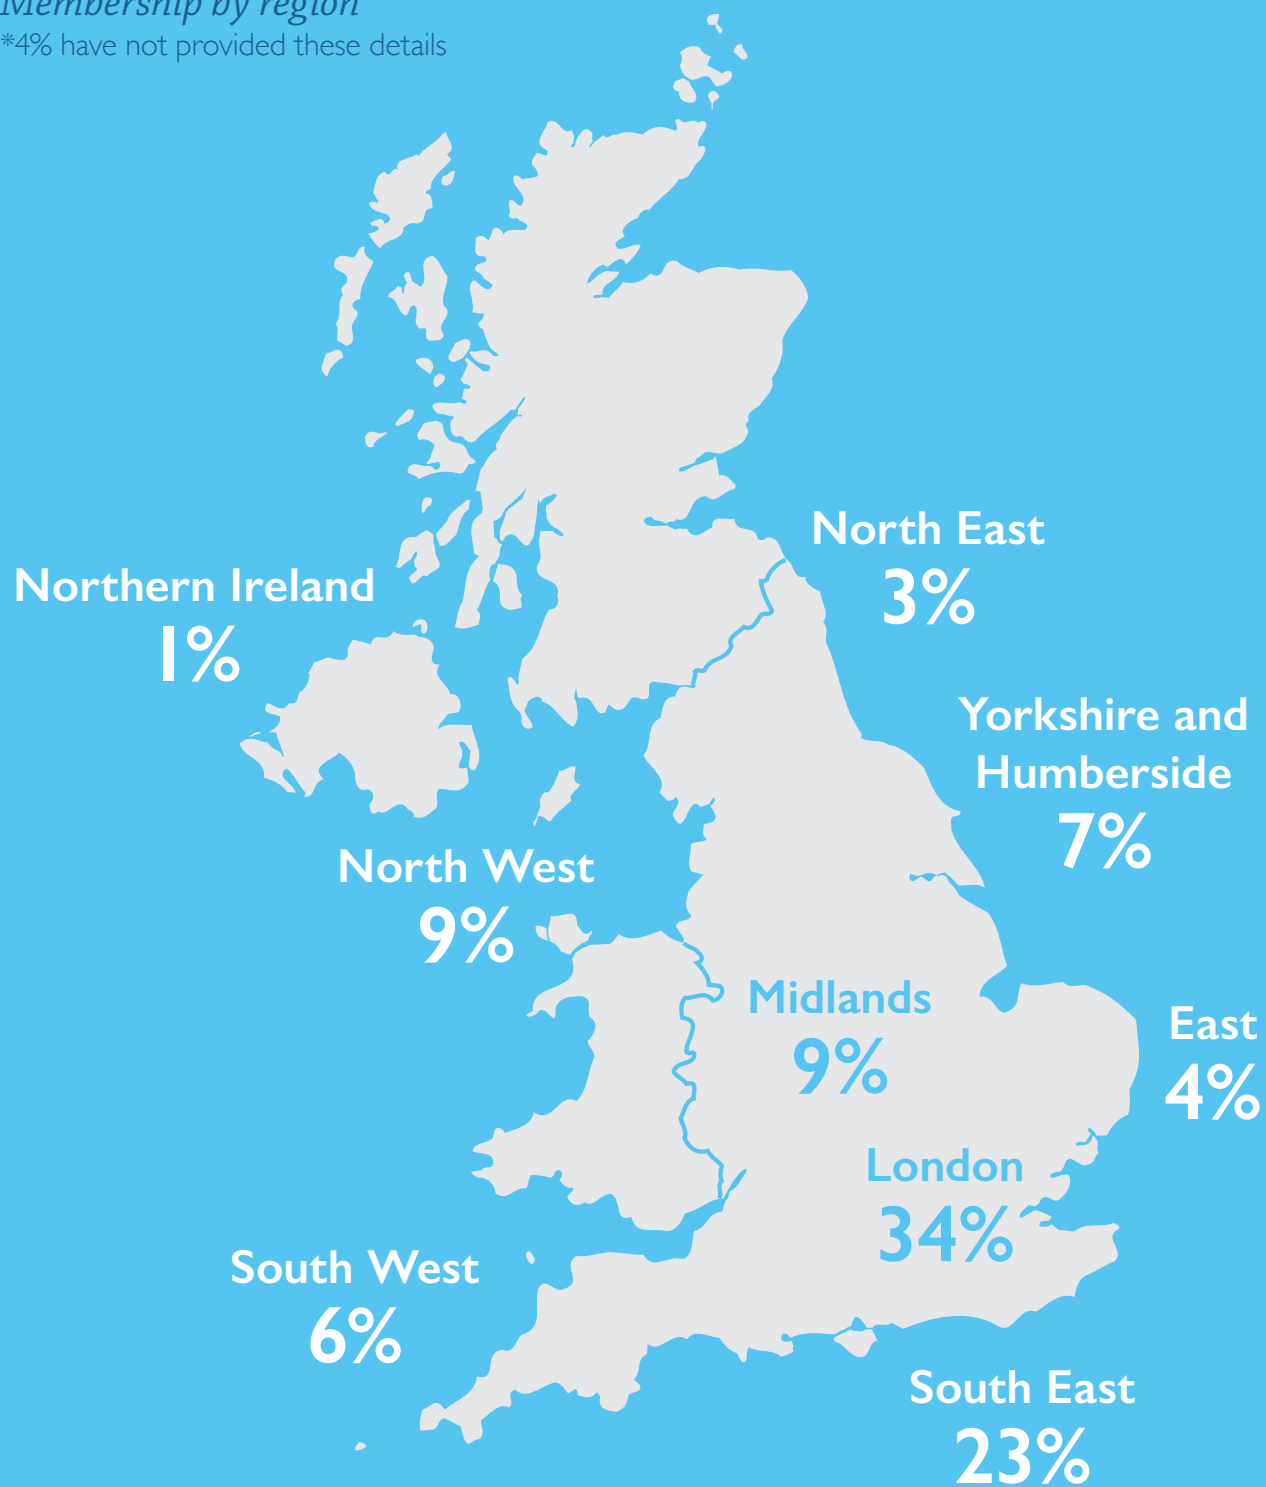 Membership by region
*4% have not provided these details
North East
3%
Northern Ireland
1%
Yorkshire and
Humberside
7%
North West
9%
Midlands
9%
East
4%
London
34%
South West
6%
South East
23%